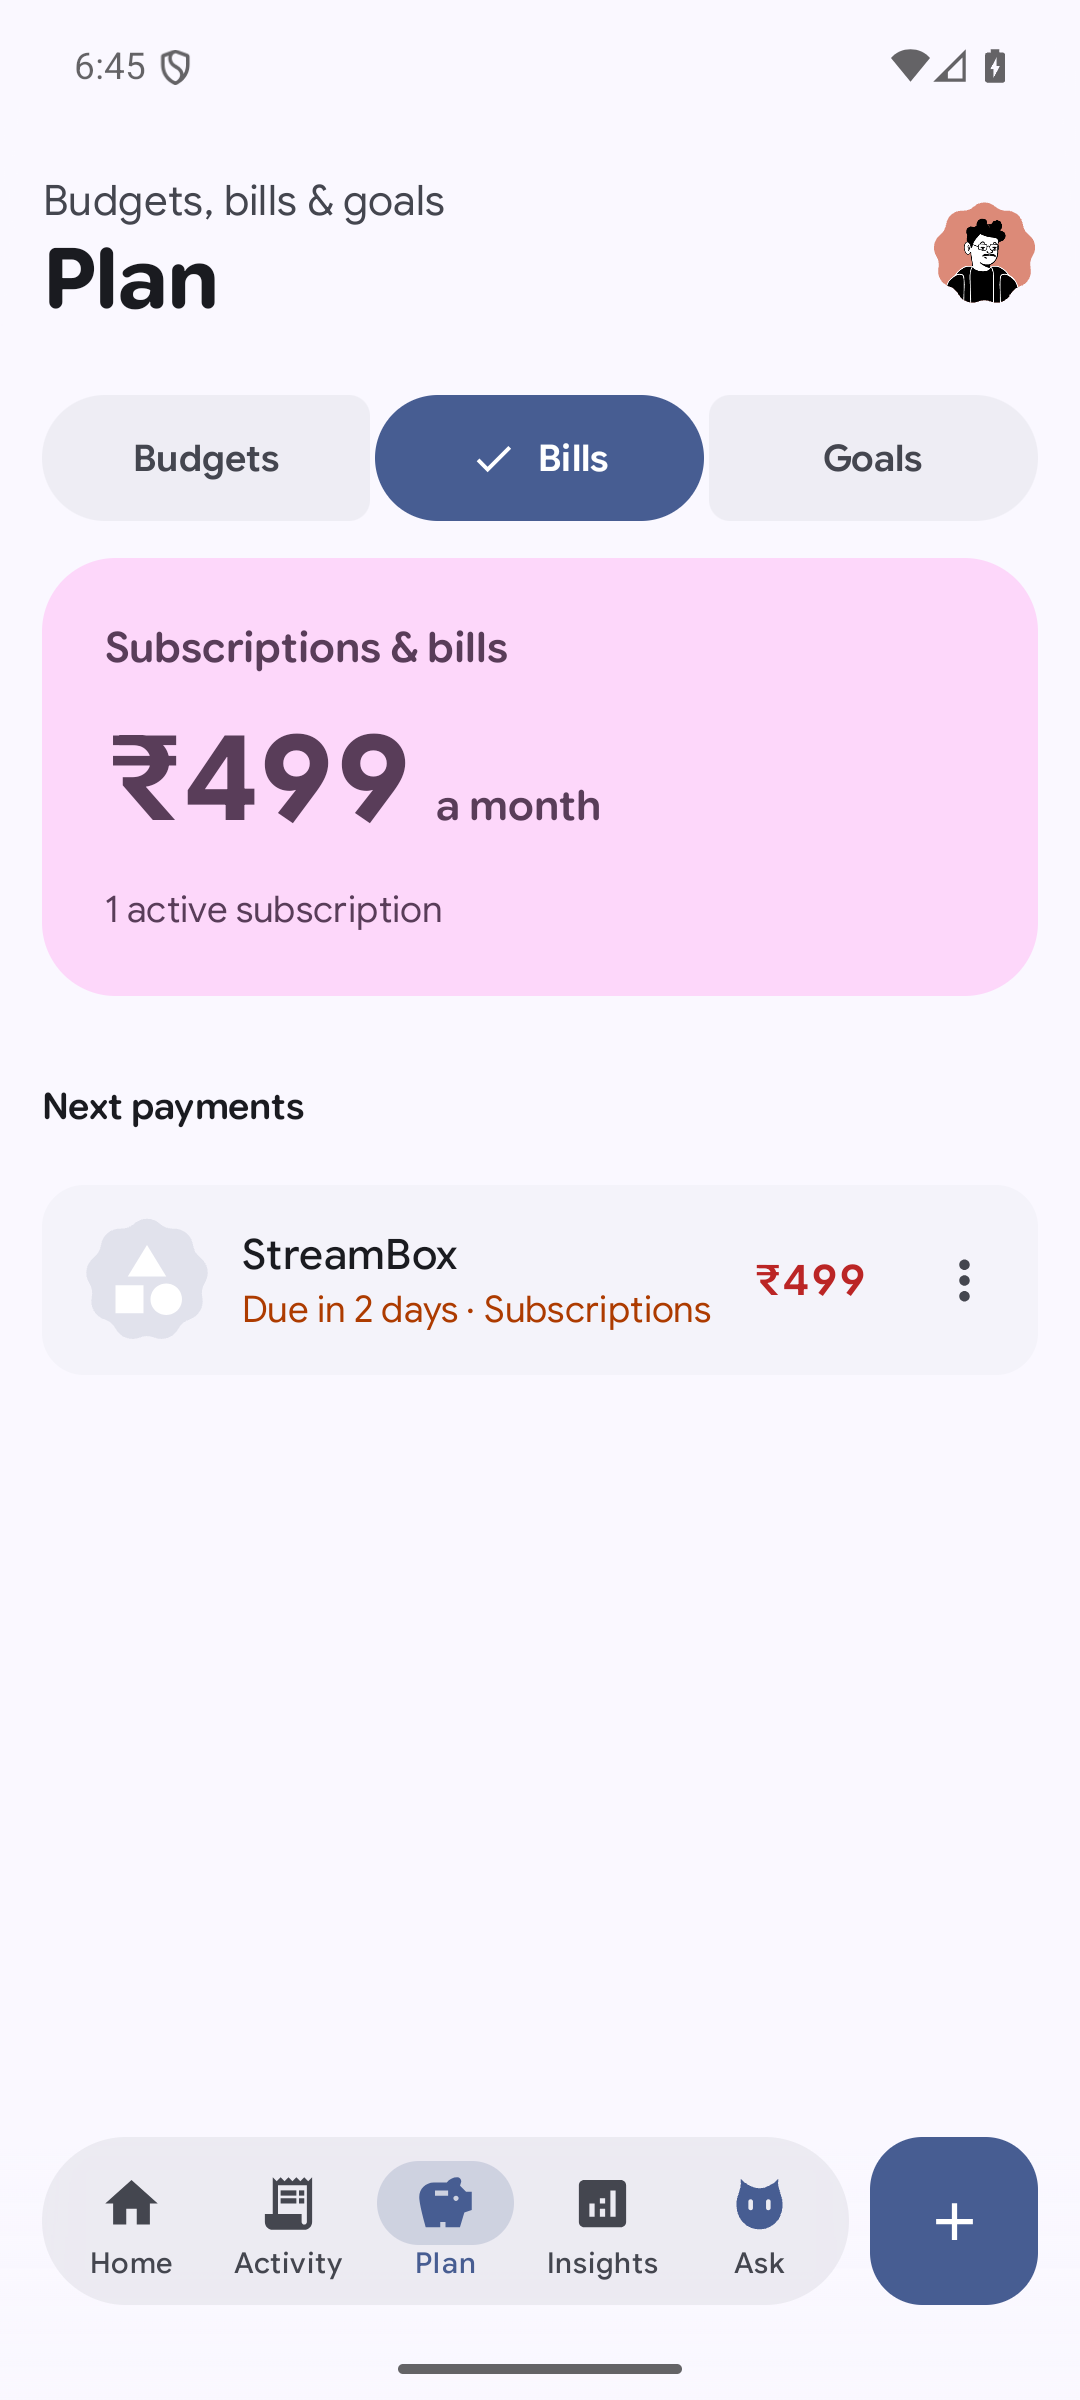 6:45
Budgets, bills & goals
Plan
Budgets
Bills
Goals
Subscriptions & bills
₹499 a month
1 active subscription
Next payments
StreamBox
Due in 2 days · Subscriptions
₹499
Home
Activity
Plan
Insights
Ask